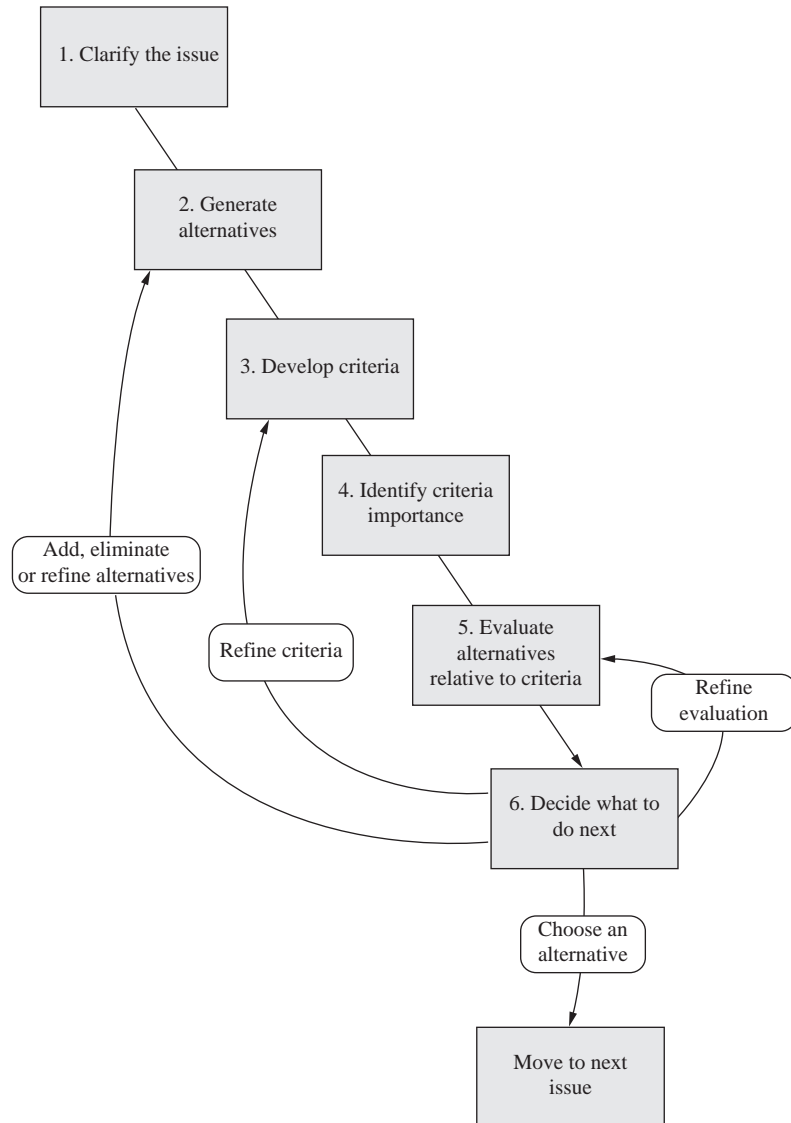 1. Clarify the issue
2. Generate
alternatives
3. Develop criteria
4. Identify criteria
importance
Add, eliminate
or refine alternatives
Refine criteria
5. Evaluate
alternatives
relative to criteria
Refine
evaluation
6. Decide what to
do next
Choose an
alternative
Move to next
issue